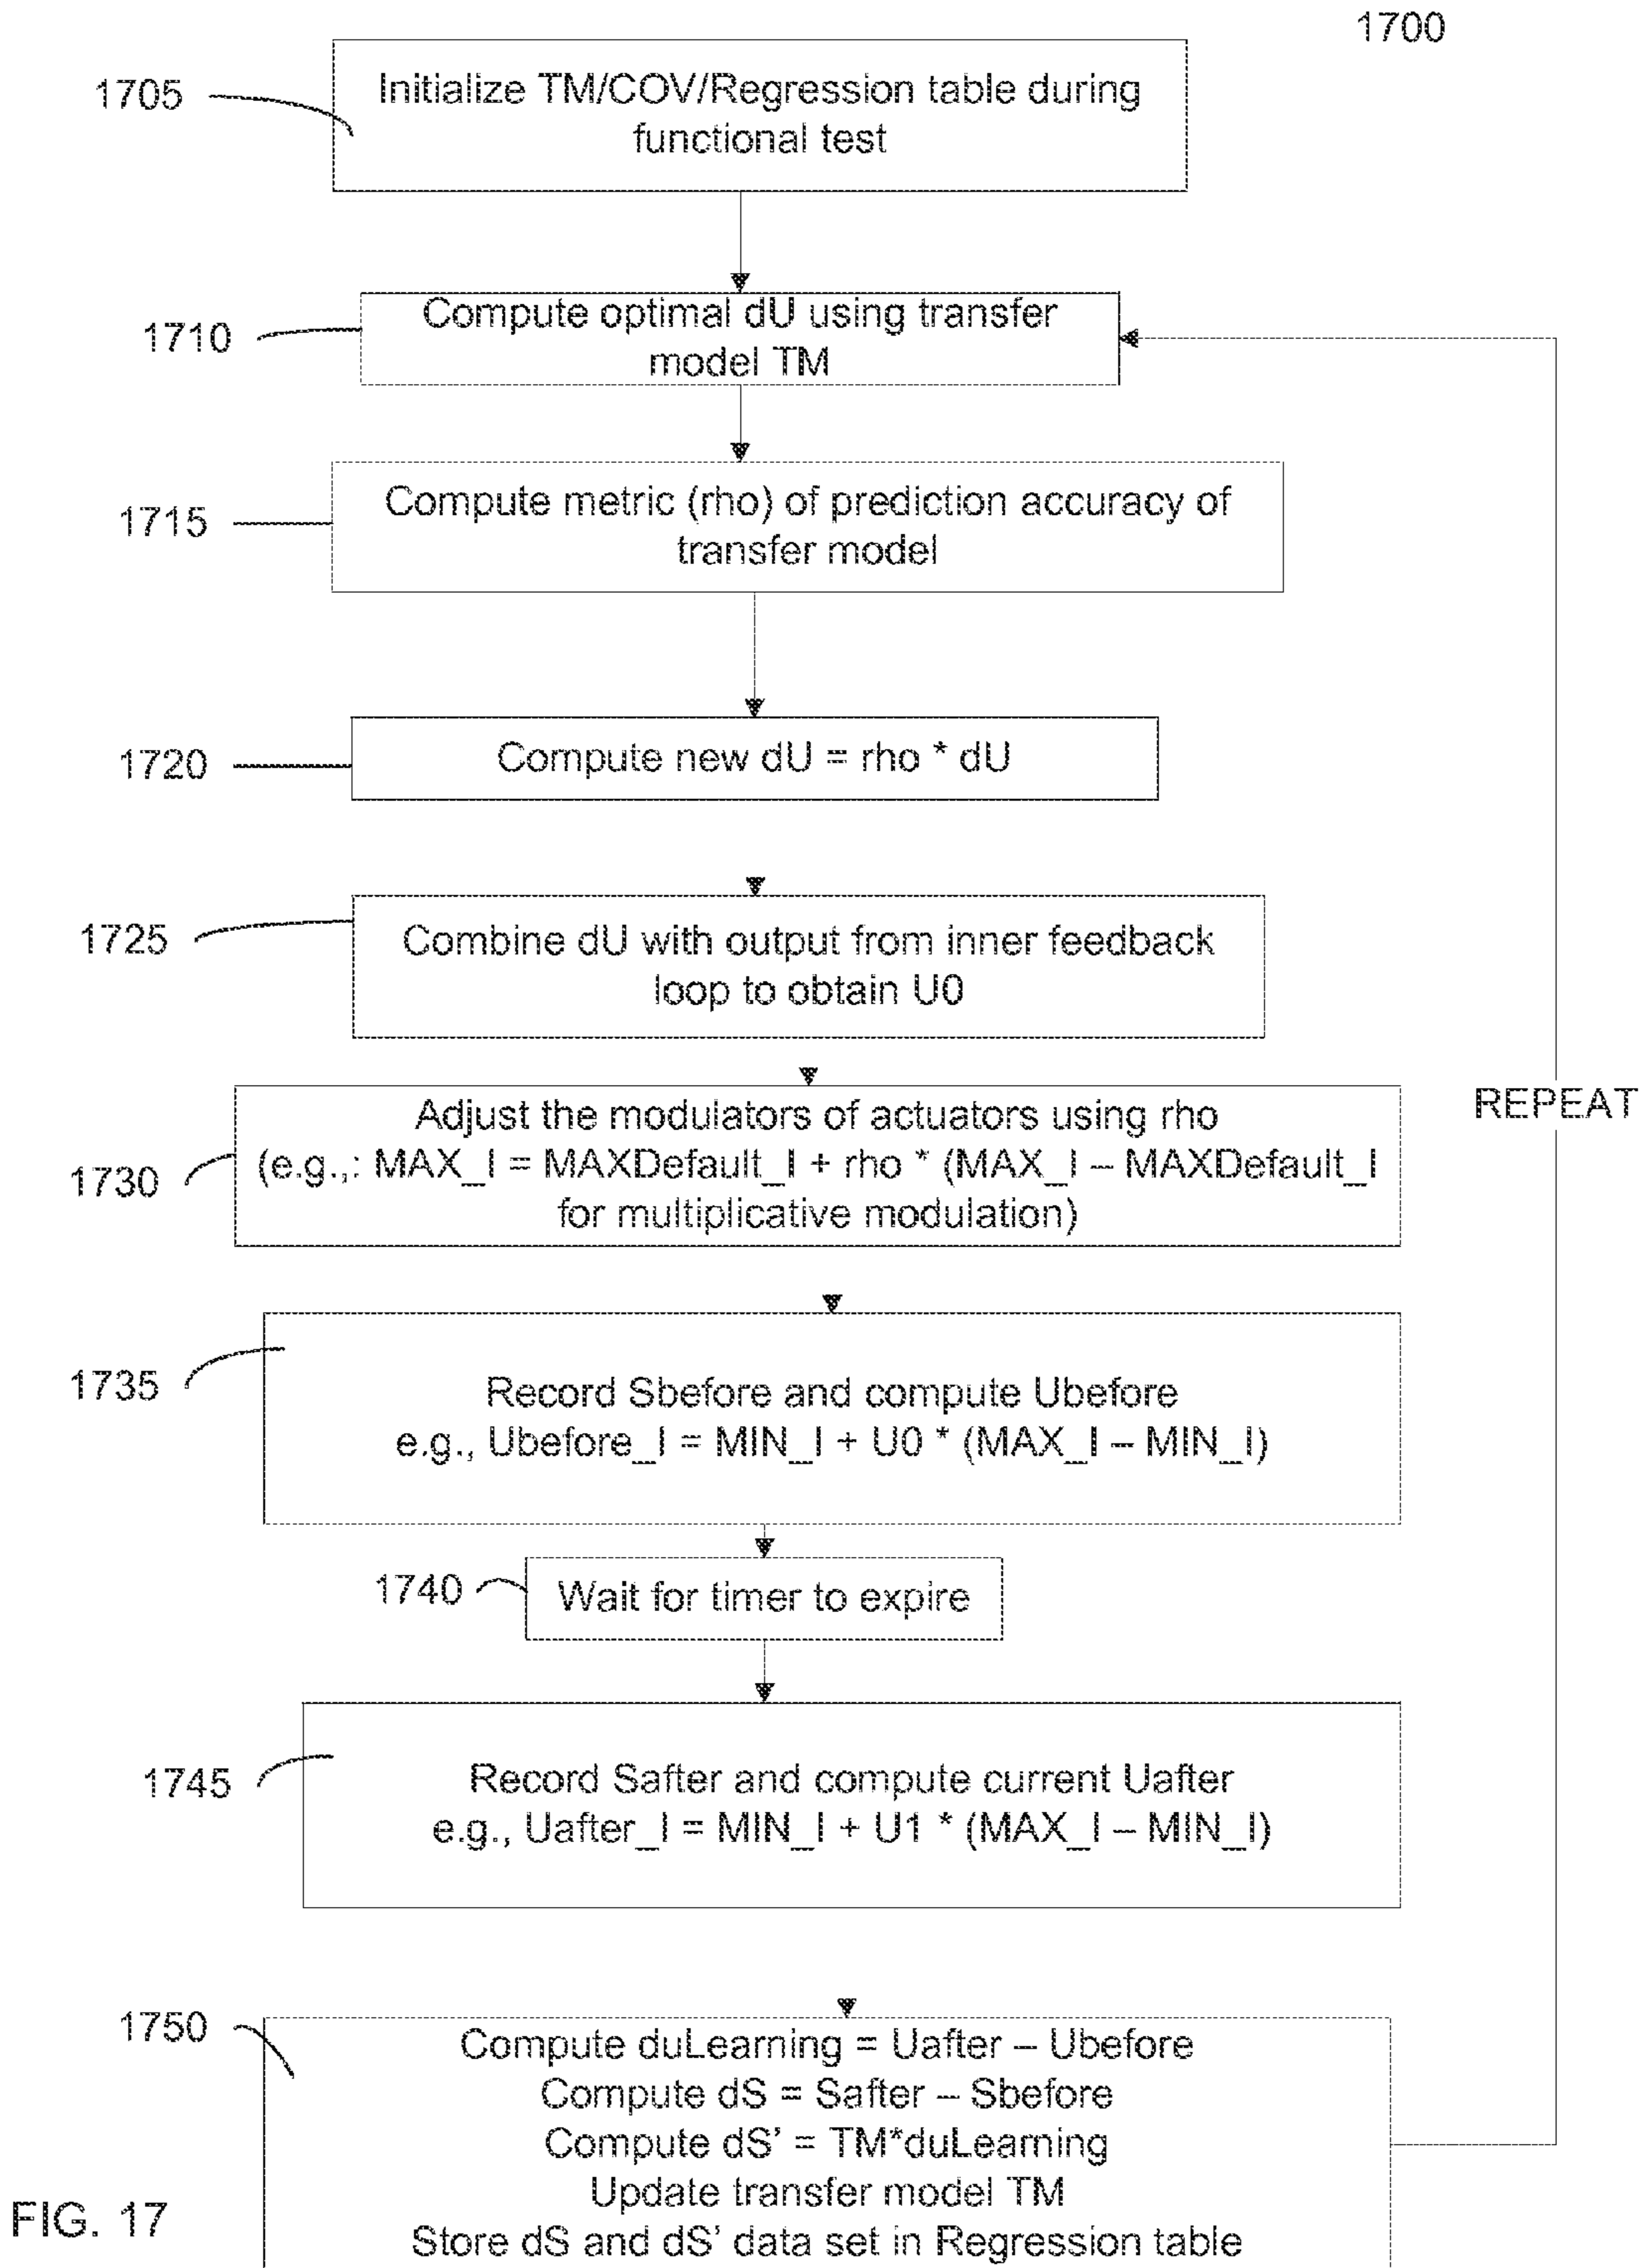 1700
1705
Initialize TM/COV/Regression table during
functional test
1710
Compute optimal dU using transfer
model TM
1715
Compute metric (rho) of prediction accuracy of
transfer model
1720
Compute new dU = rho * dU
1725
Combine dU with output from inner feedback
loop to obtain U0
1730
Adjust the modulators of actuators using rho
(e.g.,: MAX_I = MAXDefault_I + rho * (MAX_I – MAXDefault_I
for multiplicative modulation)
REPEAT
1735
Record Sbefore and compute Ubefore
e.g., Ubefore_I = MIN_I + U0 * (MAX_I – MIN_I)
1740
Wait for timer to expire
1745
Record Safter and compute current Uafter
e.g., Uafter_I = MIN_I + U1 * (MAX_I – MIN_I)
1750
Compute duLearning = Uafter – Ubefore
Compute dS = Safter – Sbefore
Compute dS’ = TM*duLearning
Update transfer model TM
Store dS and dS’ data set in Regression table
FIG. 17